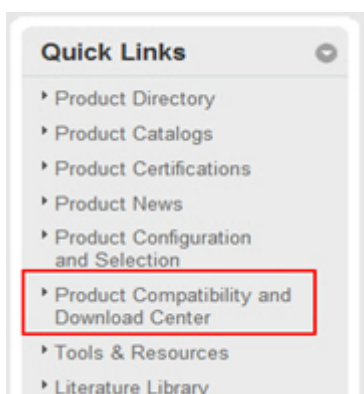 Quick Links
Product Directory
Product Catalogs
Product Certifications
Product News
Product Configuration
and Selection
Product Compatibility and
Download Center
Tools & Resources
Literature Library